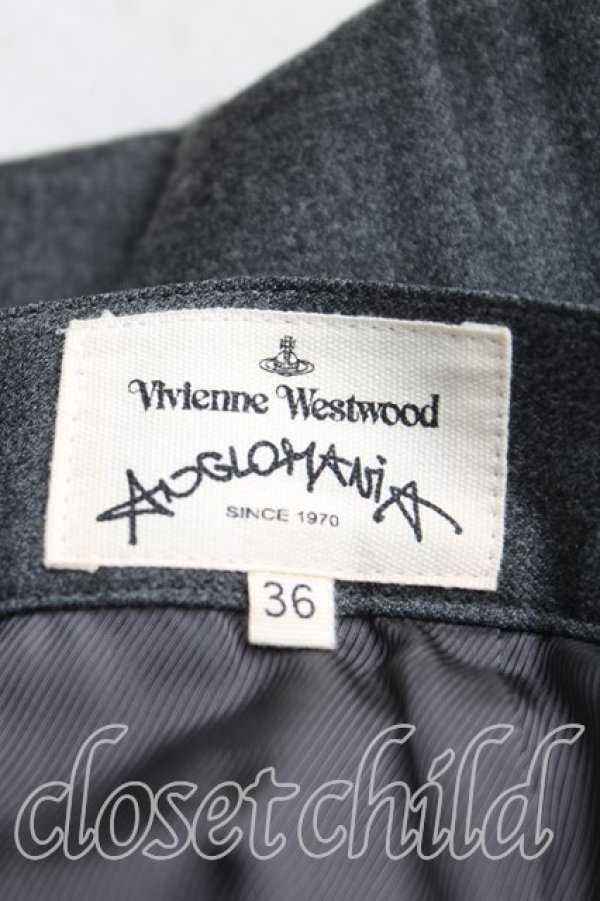 Vivienne Westwood
ANGLOMANIA
SINCE 1970
36
closetchild